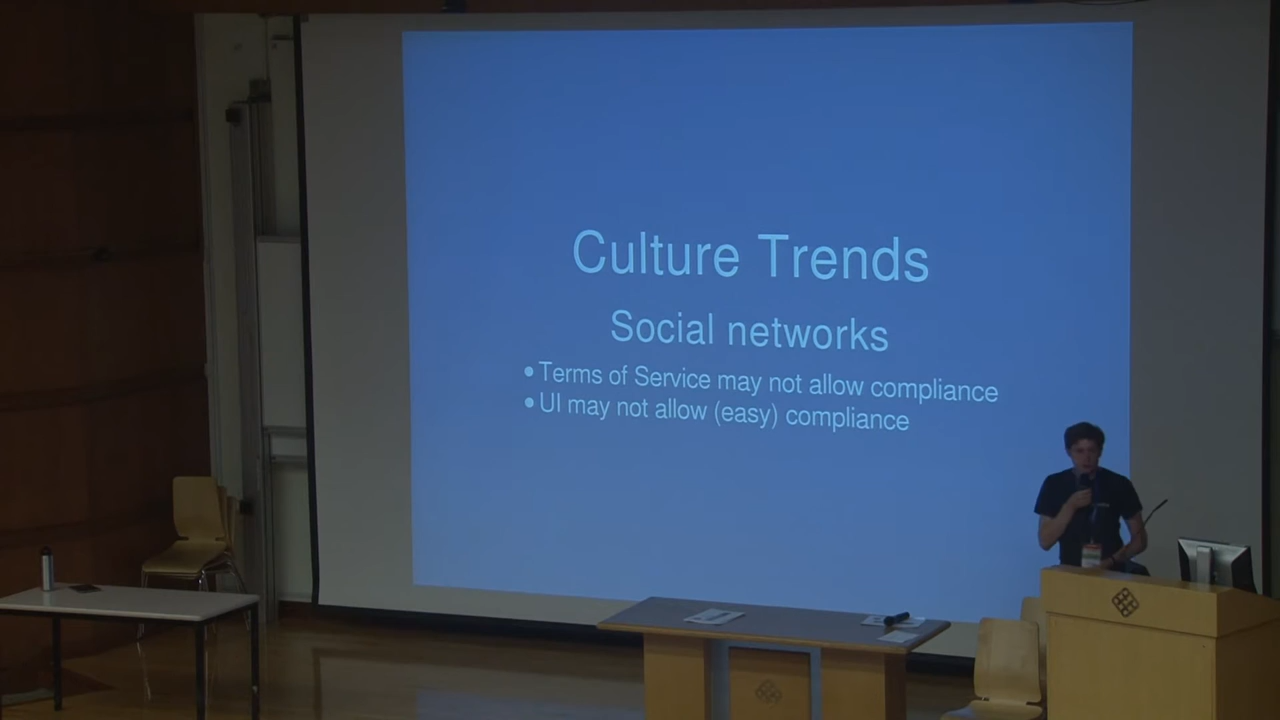 Culture Trends
Social networks
• Terms of Service may not allow compliance
• UI may not allow (easy) compliance